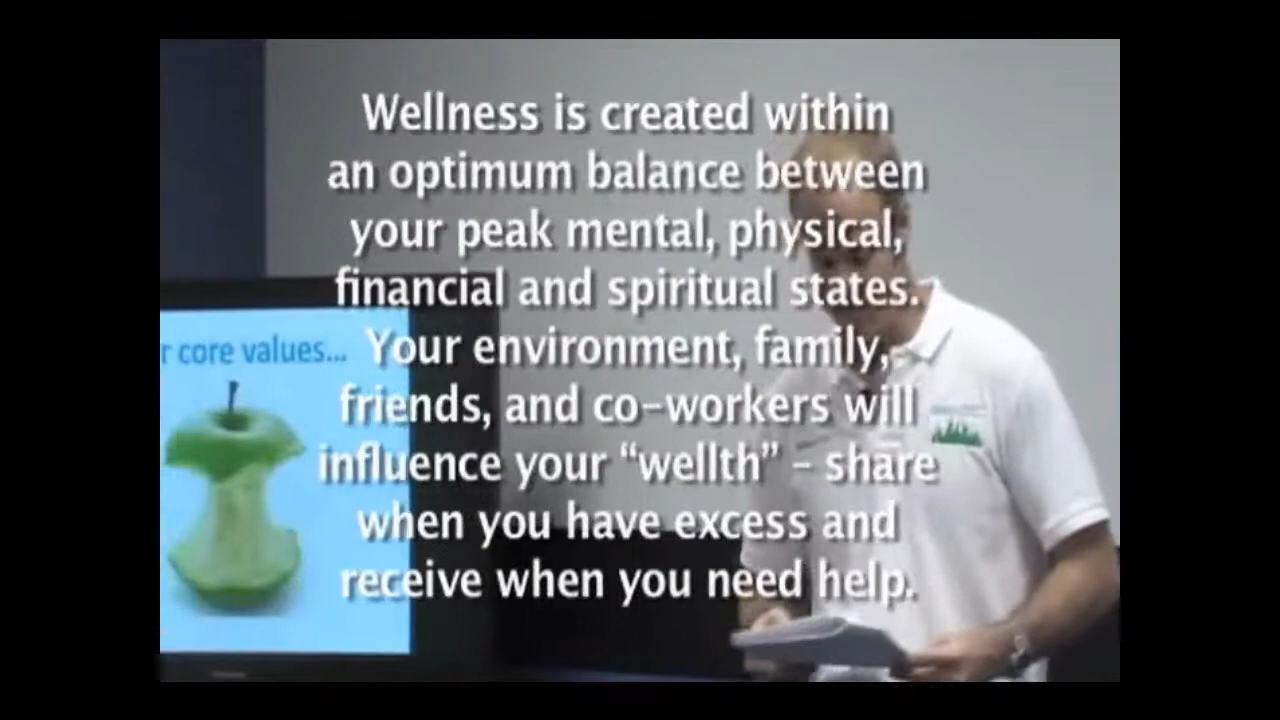 Wellness is created within
an optimum balance between
your peak mental, physical,
financial and spiritual states.
Your environment, family,
friends, and co-workers will
influence your “wellth” - share
when you have excess and
receive when you need help.
r core values...